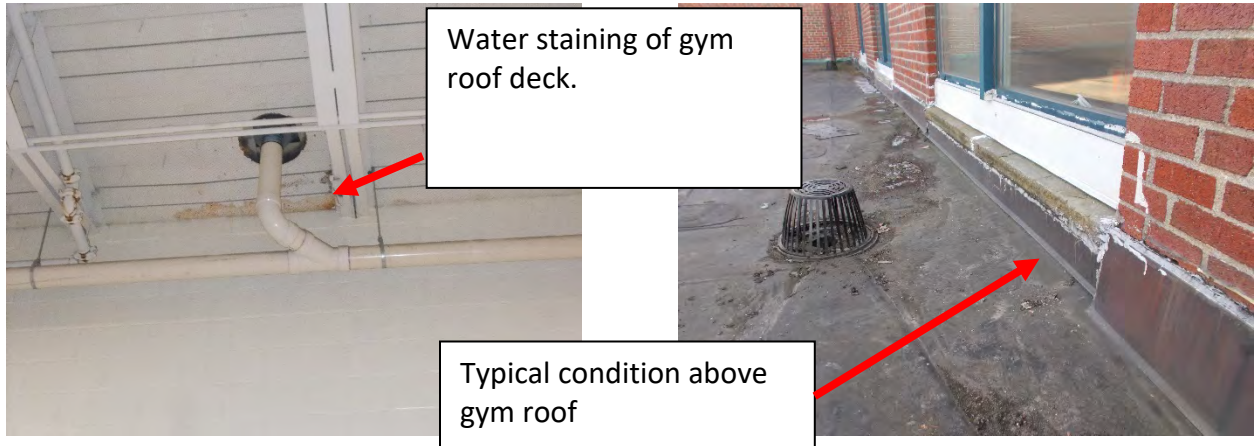 Water staining of gym
roof deck.
Typical condition above
gym roof